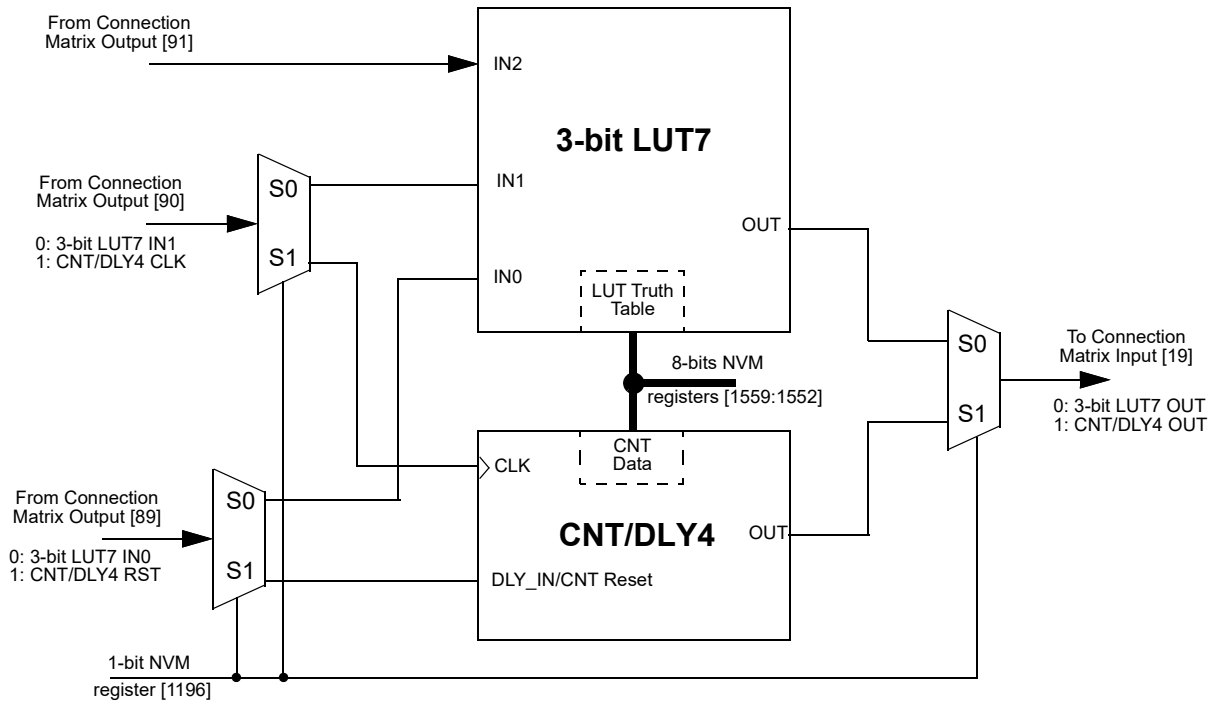 From Connection
Matrix Output [91]
IN2
3-bit LUT7
From Connection
Matrix Output [90]
0: 3-bit LUT7 IN1
1: CNT/DLY4 CLK
S0
S1
IN1
IN0
OUT
LUT Truth
Table
8-bits NVM
registers [1559:1552]
S0
S1
To Connection
Matrix Input [19]
0: 3-bit LUT7 OUT
1: CNT/DLY4 OUT
From Connection
Matrix Output [89]
0: 3-bit LUT7 IN0
1: CNT/DLY4 RST
S0
S1
CLK
CNT
Data
CNT/DLY4
OUT
DLY_IN/CNT Reset
1-bit NVM
register [1196]